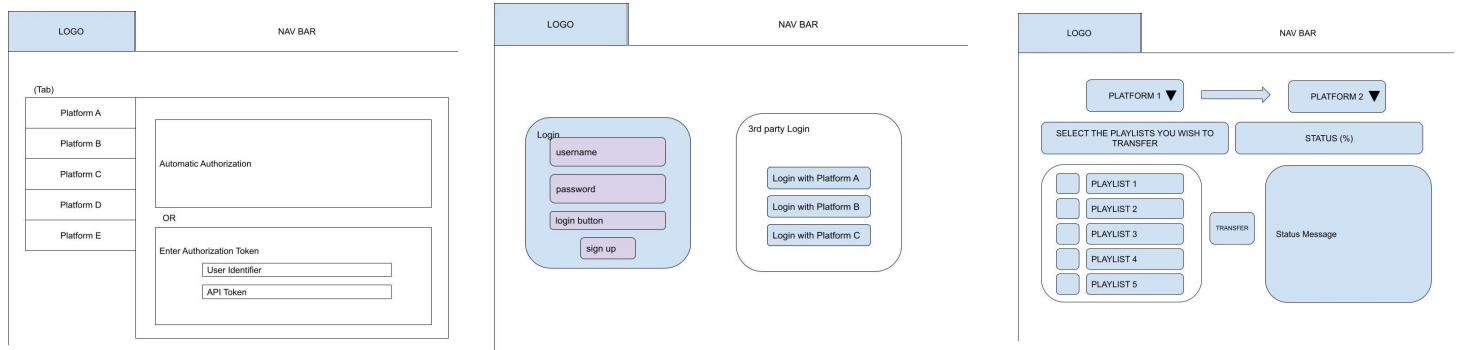 LOGO
NAV BAR
(Tab)
Platform A
Platform B
Platform C
Platform D
Platform E
Automatic Authorization
OR
Enter Authorization Token
User Identifier
API Token
LOGO
NAV BAR
Login
username
password
login button
sign up
3rd party Login
Login with Platform A
Login with Platform B
Login with Platform C
LOGO
NAV BAR
PLATFORM 1
PLATFORM 2
SELECT THE PLAYLISTS YOU WISH TO
TRANSFER
STATUS (%)
PLAYLIST 1
PLAYLIST 2
PLAYLIST 3
PLAYLIST 4
PLAYLIST 5
TRANSFER
Status Message